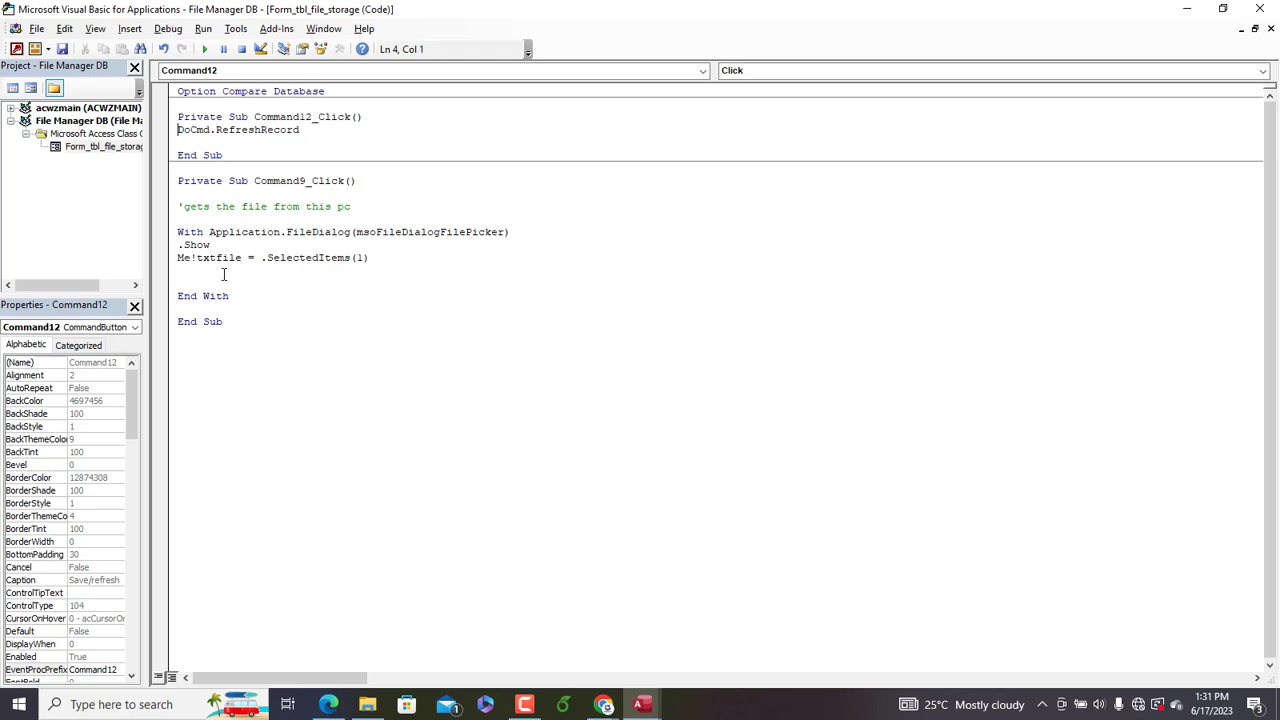 Microsoft Visual Basic for Applications - File Manager DB - [Form_tbl_file_storage (Code)]
File Edit View Insert Format Debug Run Tools Add-Ins Window Help
Ln 4, Col 1
Project - File Manager DB
acwzmain (ACWZMAIN)
File Manager DB (File
Microsoft Access Class O
Form_tbl_file_storag
Properties - Command12
Command12 CommandButton
Alphabetic Categorized
(Name) Command12
Alignment 2
AutoRepeat False
BackColor 4697456
BackShade 100
BackStyle 1
BackThemeColor 9
BackTint 100
Bevel 0
BorderColor 12874308
BorderShade 100
BorderStyle 1
BorderThemeCo 4
BorderTint 100
BorderWidth 0
BottomPadding 30
Cancel False
Caption Save/refresh
ControlTipText
ControlType 104
CursorOnHover 0 - acCursorOn
Default False
DisplayWhen 0
Enabled True
EventProcPrefix Command12
Command12 Click
Option Compare Database
Private Sub Command12_Click()
DoCmd.RefreshRecord
End Sub
Private Sub Command9_Click()
'gets the file from this pc
With Application.FileDialog(msoFileDialogFilePicker)
.Show
Me!txtfile = .SelectedItems(1)
End With
End Sub
Type here to search
25°C Mostly cloudy
1:31 PM
6/17/2023